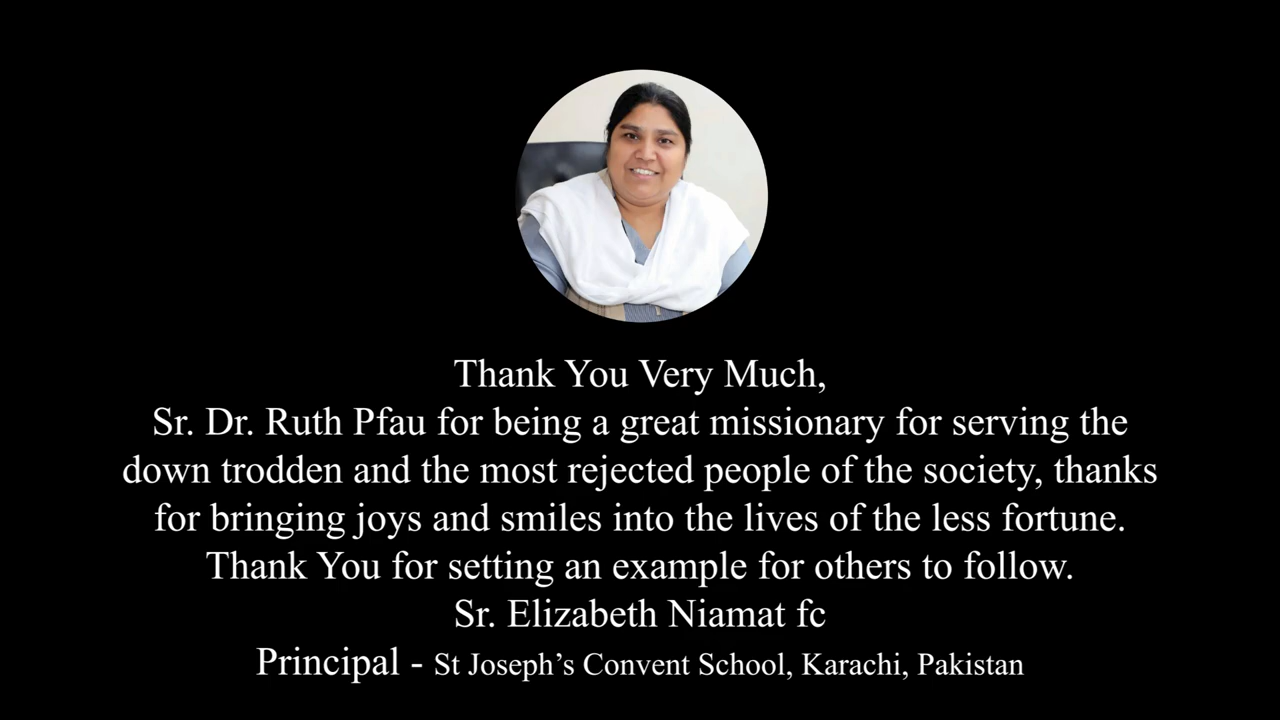 Thank You Very Much,
Sr. Dr. Ruth Pfau for being a great missionary for serving the
down trodden and the most rejected people of the society, thanks
for bringing joys and smiles into the lives of the less fortune.
Thank You for setting an example for others to follow.
Sr. Elizabeth Niamat fc
Principal - St Joseph’s Convent School, Karachi, Pakistan